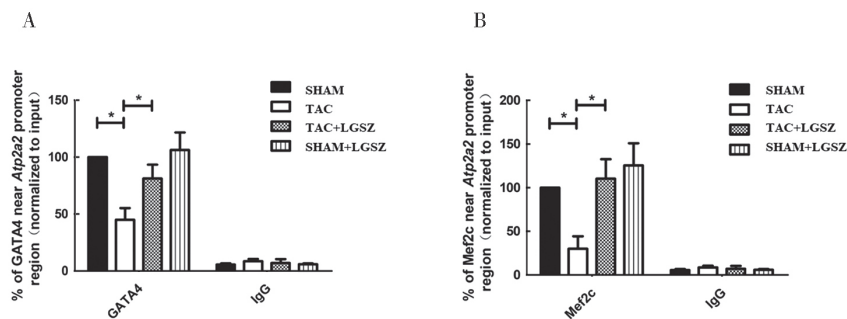 A
% of GATA4 near Atp2a2 promoter
region (normalized to input)
150
100
50
0
*
*
SHAM
TAC
TAC+LGSZ
SHAM+LGSZ
GATA4
IgG
B
% of Mef2c near Atp2a2 promoter
region (normalized to input)
200
150
100
50
0
*
*
SHAM
TAC
TAC+LGSZ
SHAM+LGSZ
Mef2c
IgG